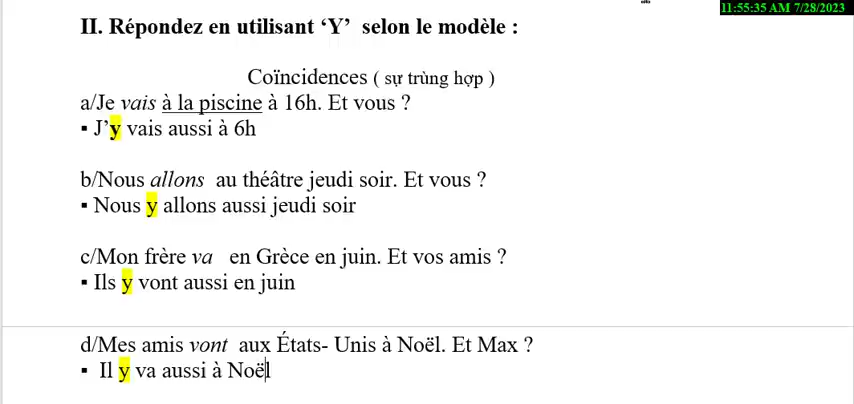 11:55:35 AM 7/28/2023
II. Répondez en utilisant ‘Y’ selon le modèle :
Coïncidences ( sự trùng hợp )
a/Je vais à la piscine à 16h. Et vous ?
▪ J’y vais aussi à 6h
b/Nous allons au théâtre jeudi soir. Et vous ?
▪ Nous y allons aussi jeudi soir
c/Mon frère va en Grèce en juin. Et vos amis ?
▪ Ils y vont aussi en juin
d/Mes amis vont aux États- Unis à Noël. Et Max ?
▪ Il y va aussi à Noël